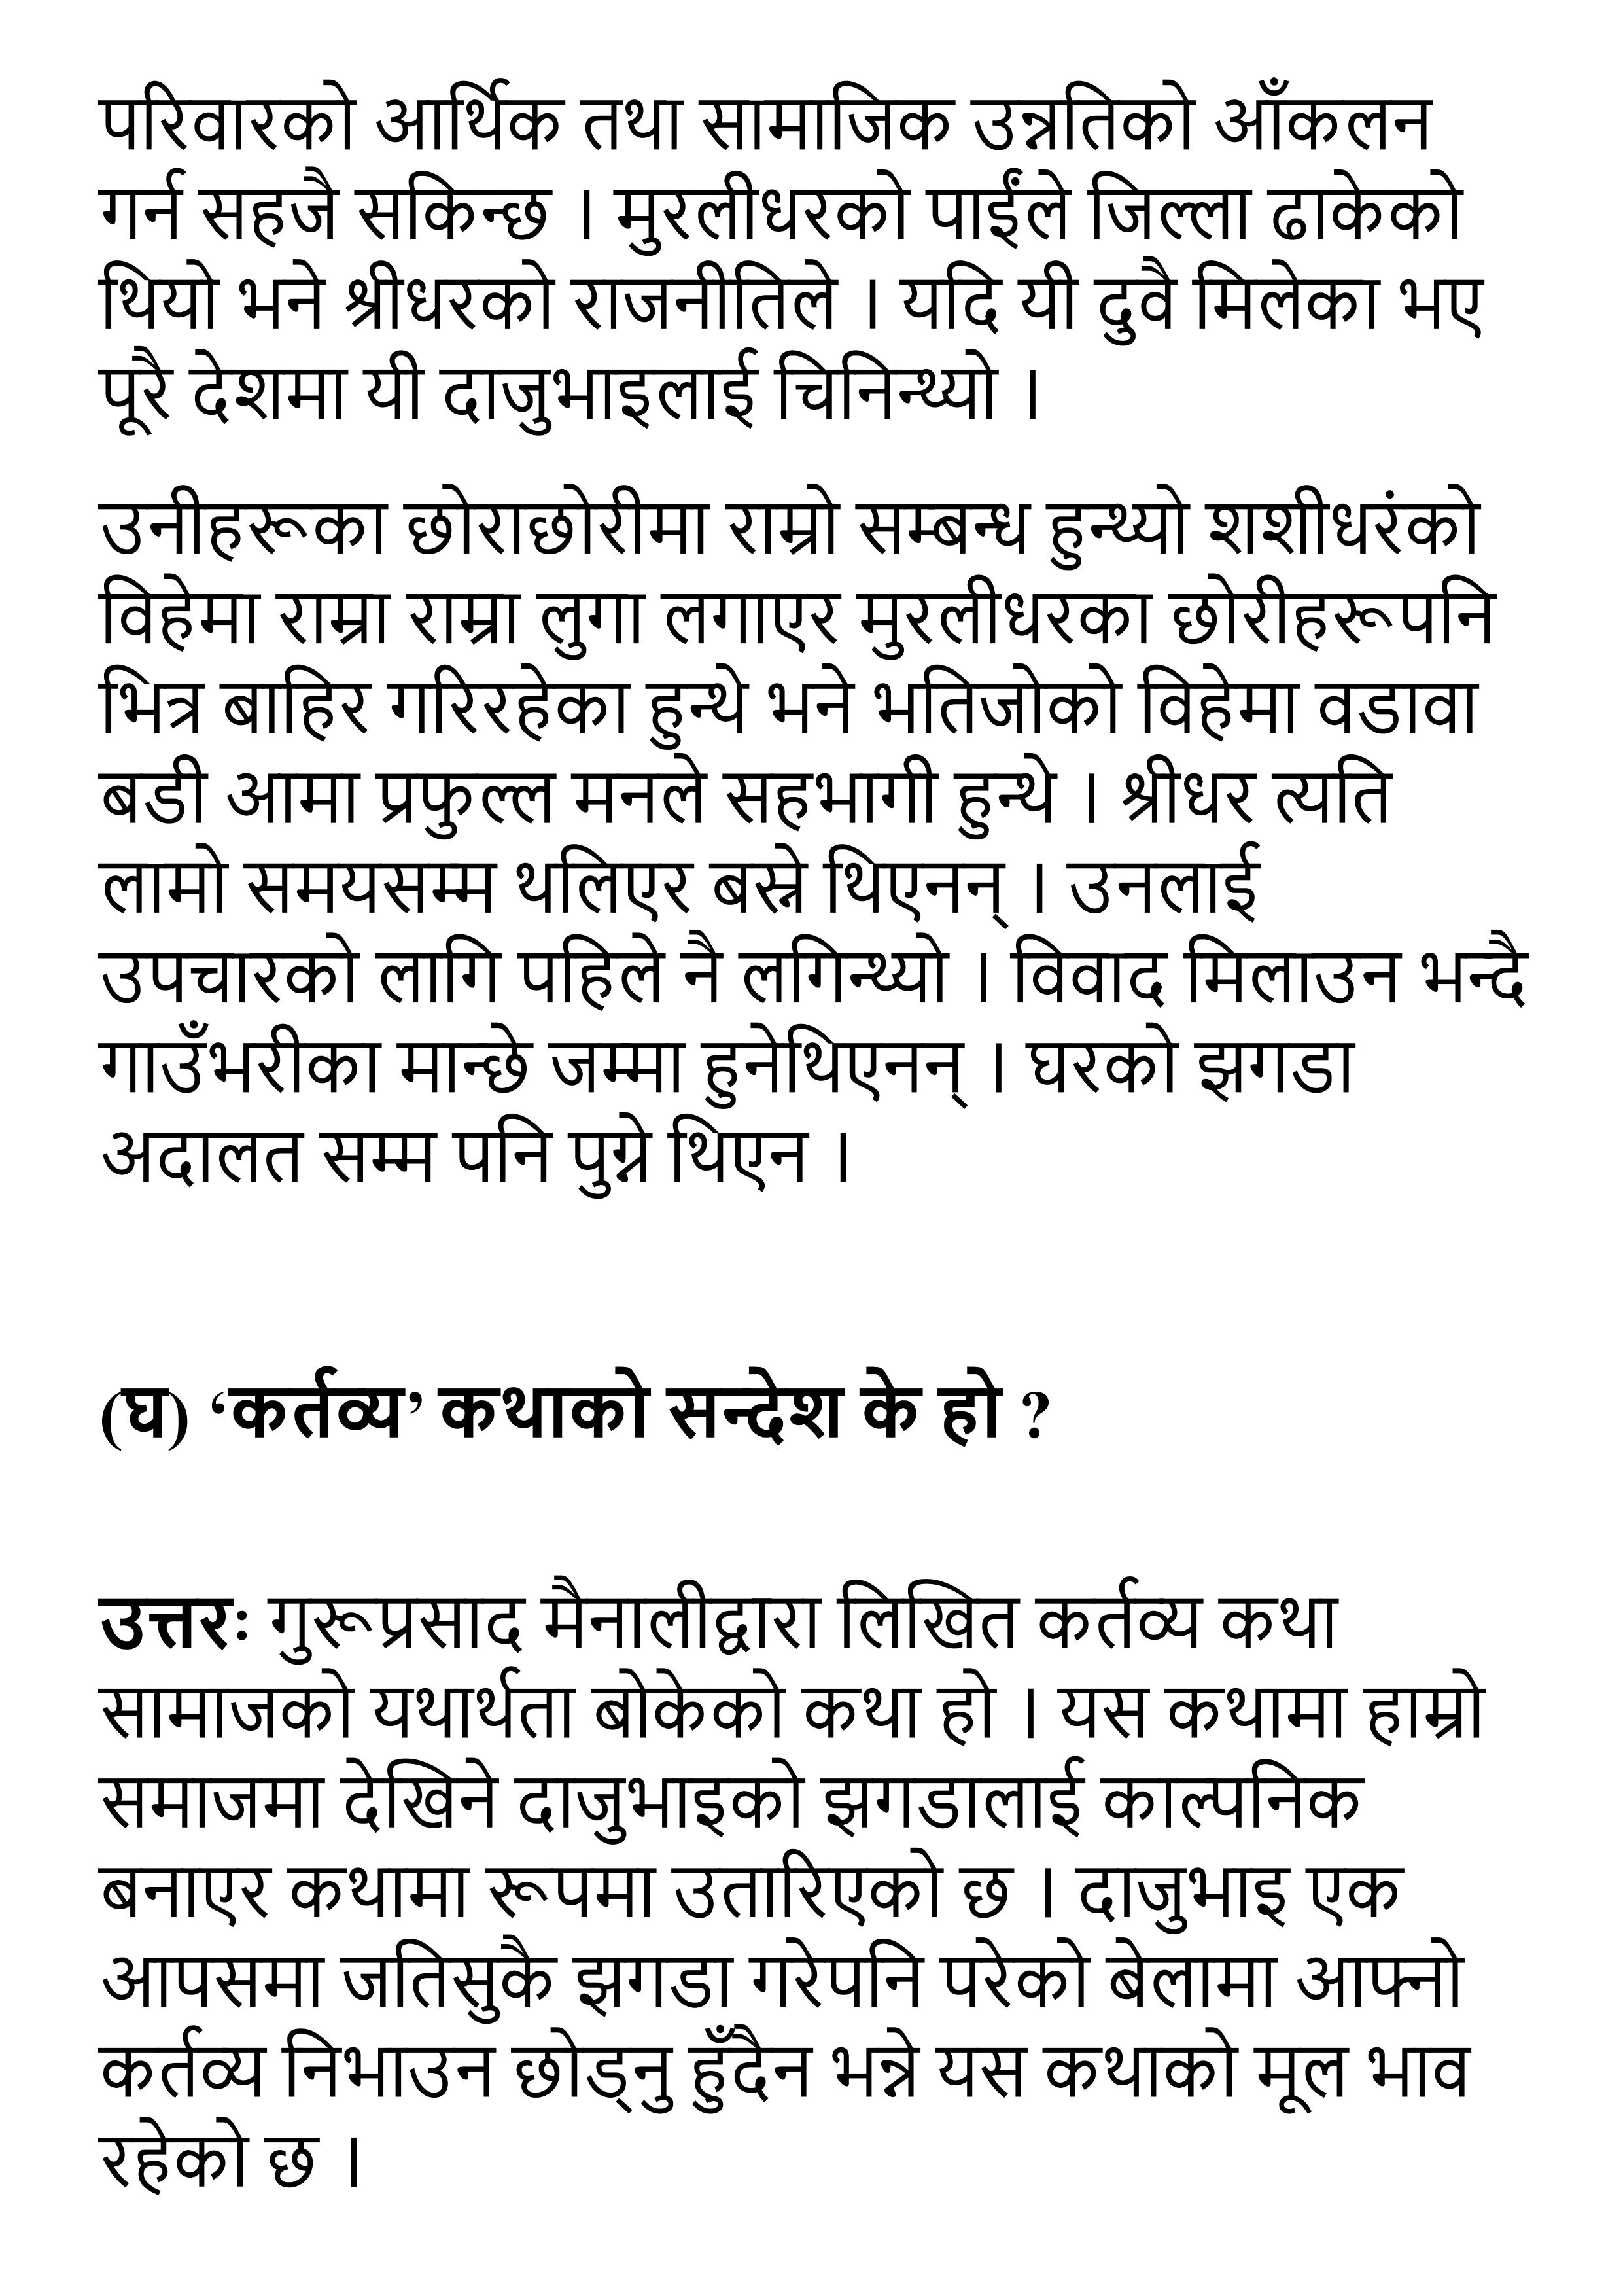 परिवारको आर्थिक तथा सामाजिक उन्नतिको आँकलन
गर्न सहजै सकिन्छ । मुरलीधरको पाईंले जिल्ला ढाकेको
थियो भने श्रीधरको राजनीतिले । यदि यी दुवै मिलेका भए
पूरै देशमा यी दाजुभाइलाई चिनिन्थ्यो ।
उनीहरूका छोराछोरीमा राम्रो सम्बन्ध हुन्थ्यो शशीधरंको
विहेमा राम्रा राम्रा लुगा लगाएर मुरलीधरका छोरीहरूपनि
भित्र बाहिर गरिरहेका हुन्थे भने भतिजोको विहेमा वडावा
बडी आमा प्रफुल्ल मनले सहभागी हुन्थे । श्रीधर त्यति
लामो समयसम्म थलिएर बस्ने थिएनन् । उनलाई
उपचारको लागि पहिले नै लगिन्थ्यो । विवाद मिलाउन भन्दै
गाउँभरीका मान्छे जम्मा हुनेथिएनन् । घरको झगडा
अदालत सम्म पनि पुग्ने थिएन ।
(घ) ‘कर्तव्य’ कथाको सन्देश के हो ?
उत्तरः गुरूप्रसाद मैनालीद्वारा लिखित कर्तव्य कथा
सामाजको यथार्थता बोकेको कथा हो । यस कथामा हाम्रो
समाजमा देखिने दाजुभाइको झगडालाई काल्पनिक
बनाएर कथामा रूपमा उतारिएको छ । दाजुभाइ एक
आपसमा जतिसुकै झगडा गरेपनि परेको बेलामा आफ्नो
कर्तव्य निभाउन छोड्नु हुँदैन भन्ने यस कथाको मूल भाव
रहेको छ ।